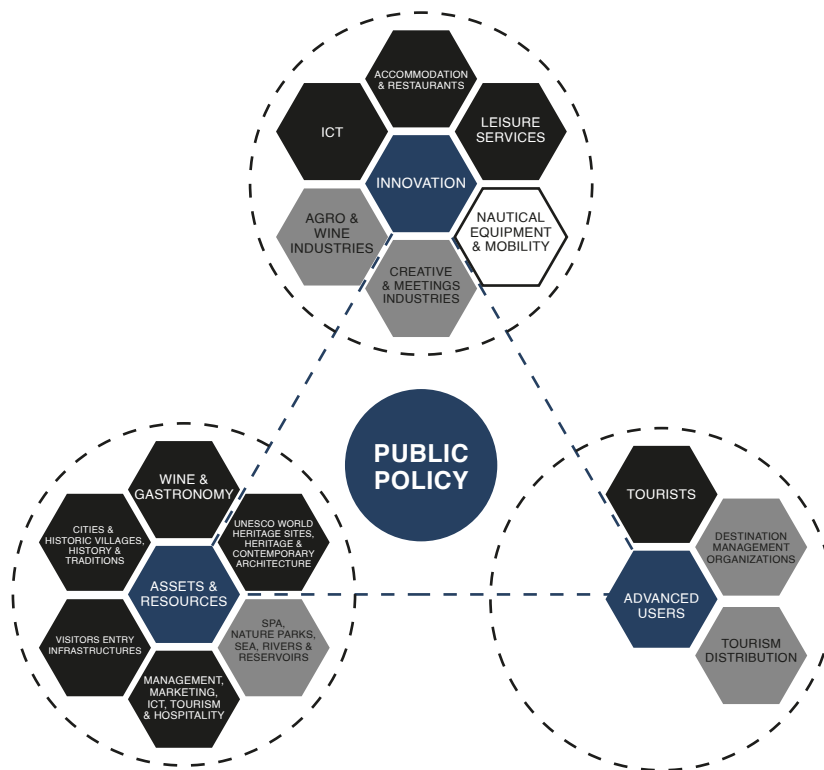 ACCOMMODATION
& RESTAURANTS
ICT
LEISURE
SERVICES
INNOVATION
AGRO &
WINE
INDUSTRIES
NAUTICAL
EQUIPMENT
& MOBILITY
CREATIVE
& MEETINGS
INDUSTRIES
PUBLIC
POLICY
WINE &
GASTRONOMY
CITIES &
HISTORIC VILLAGES,
HISTORY &
TRADITIONS
UNESCO WORLD
HERITAGE SITES,
HERITAGE &
CONTEMPORARY
ARCHITECTURE
ASSETS &
RESOURCES
VISITORS ENTRY
INFRASTRUCTURES
SPA,
NATURE PARKS,
SEA, RIVERS &
RESERVOIRS
MANAGEMENT,
MARKETING,
ICT, TOURISM
& HOSPITALITY
TOURISTS
DESTINATION
MANAGEMENT
ORGANIZATIONS
ADVANCED
USERS
TOURISM
DISTRIBUTION